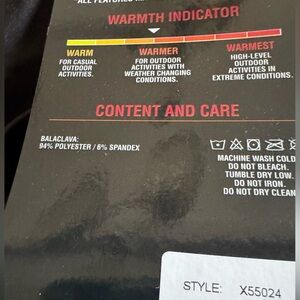 ALL FEATURES
WARMTH INDICATOR
WARM
FOR CASUAL
OUTDOOR
ACTIVITIES.
WARMER
FOR OUTDOOR
ACTIVITIES WITH
WEATHER CHANGING
CONDITIONS.
WARMEST
HIGH-LEVEL
OUTDOOR
ACTIVITIES IN
EXTREME CONDITIONS.
CONTENT AND CARE
BALACLAVA:
94% POLYESTER / 6% SPANDEX
MACHINE WASH COLD
DO NOT BLEACH.
TUMBLE DRY LOW.
DO NOT IRON.
DO NOT DRY CLEAN
STYLE: X55024